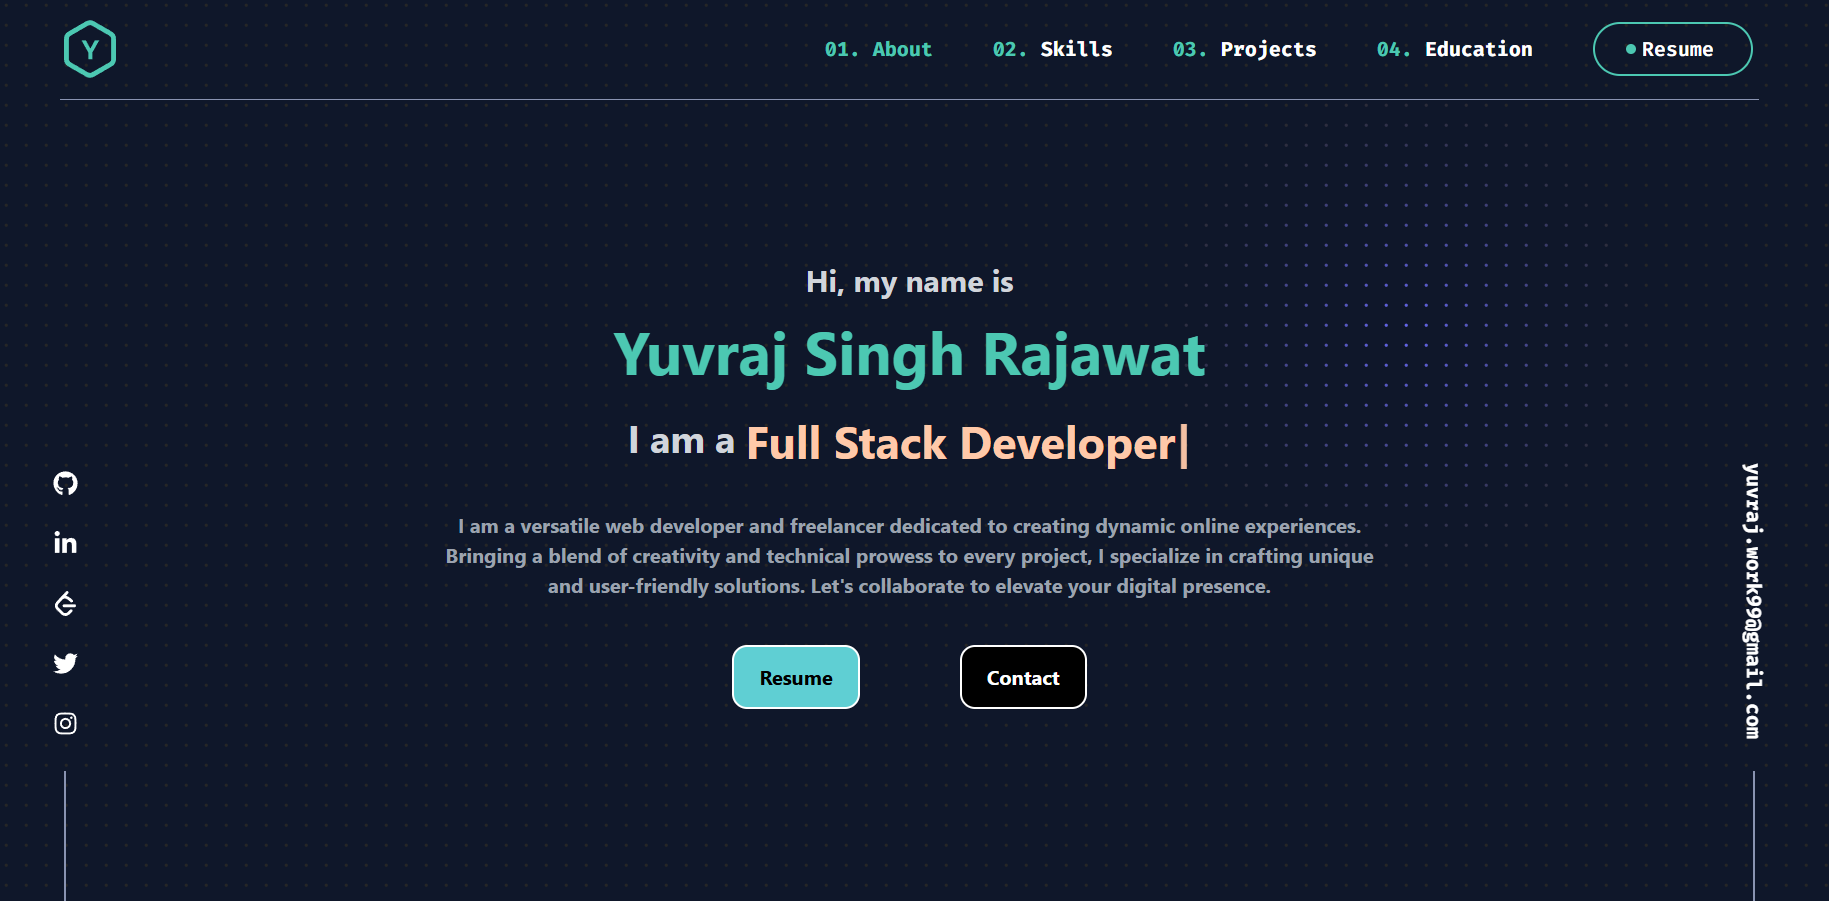 Y
01. About 02. Skills 03. Projects 04. Education Resume
Hi, my name is
Yuvraj Singh Rajawat
I am a Full Stack Developer|
I am a versatile web developer and freelancer dedicated to creating dynamic online experiences.
Bringing a blend of creativity and technical prowess to every project, I specialize in crafting unique
and user-friendly solutions. Let's collaborate to elevate your digital presence.
Resume Contact
in
yuvraj.work99@gmail.com